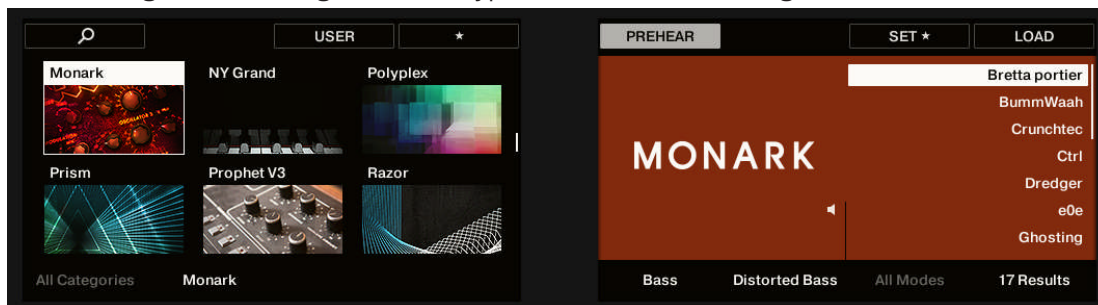 USER ★
PREHEAR SET ★ LOAD
Monark NY Grand Polyplex
Prism Prophet V3 Razor
All Categories Monark
MONARK
Bretta portier
BummWaah
Crunchtec
Ctrl
Dredger
e0e
Ghosting
Bass Distorted Bass All Modes 17 Results